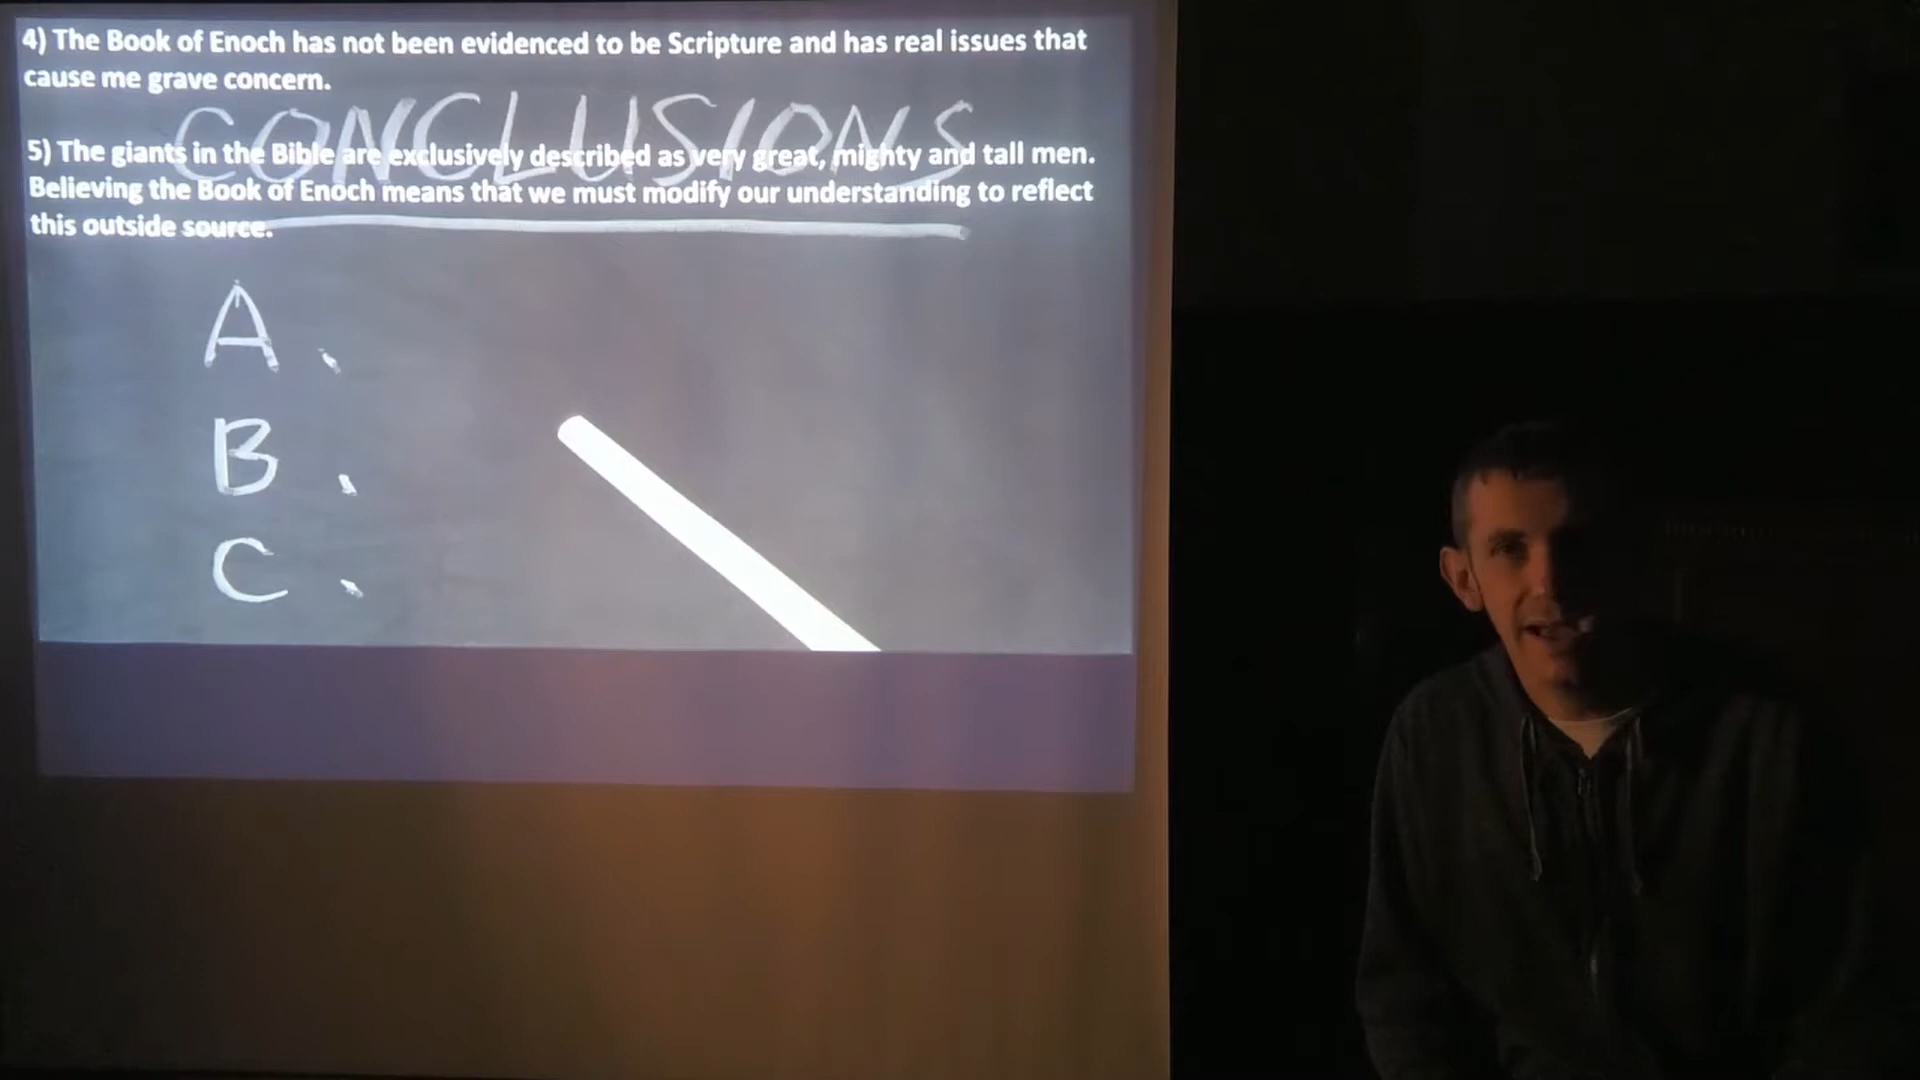 4) The Book of Enoch has not been evidenced to be Scripture and has real issues that
cause me grave concern.
CONCLUSIONS
5) The giants in the Bible are exclusively described as very great, mighty and tall men.
Believing the Book of Enoch means that we must modify our understanding to reflect
this outside source.
A.
B.
C.